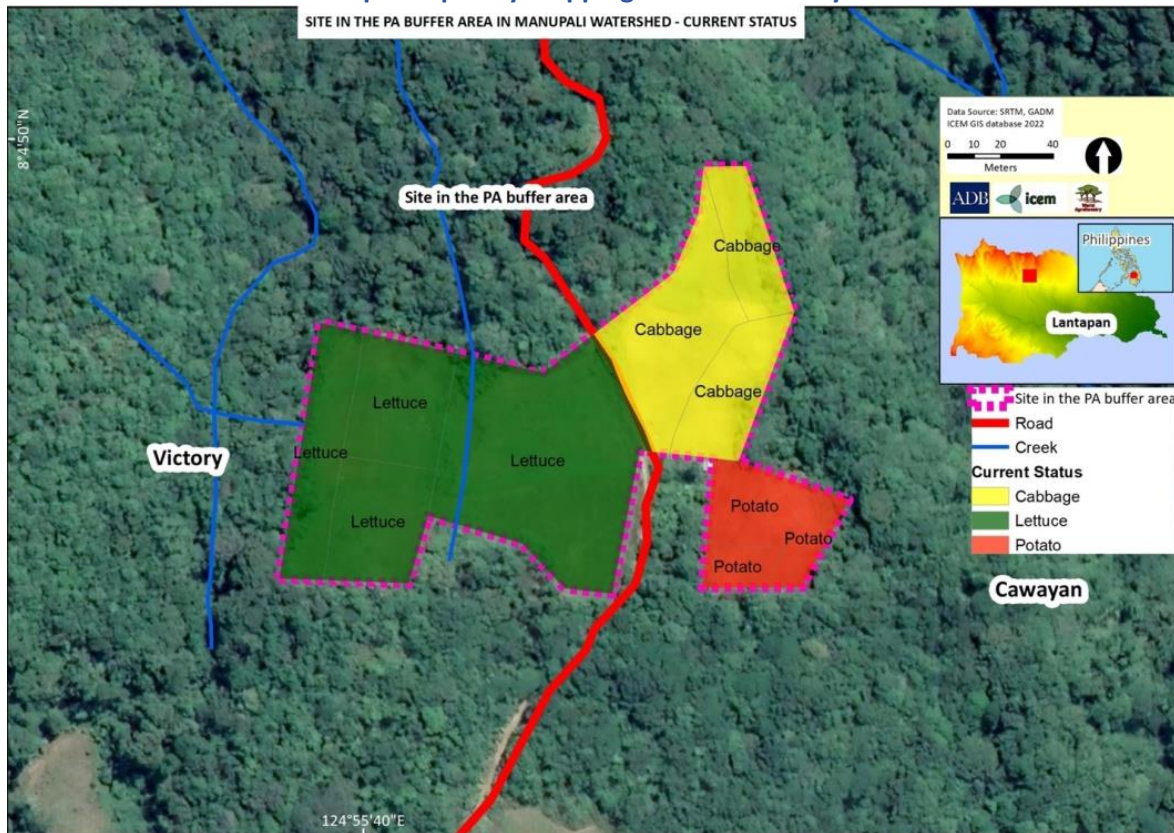 SITE IN THE PA BUFFER AREA IN MANUPALI WATERSHED - CURRENT STATUS
8°4'50"N
Data Source: SRTM, GADM
ICEM GIS database 2022
0 10 20 40
Meters
ADB icem
Site in the PA buffer area
Philippines
Lantapan
Cabbage
Cabbage
Cabbage
Lettuce
Lettuce
Lettuce
Lettuce
Victory
Potato
Potato
Potato
Site in the PA buffer area
Road
Creek
Current Status
Cabbage
Lettuce
Potato
Cawayan
124°55'40"E